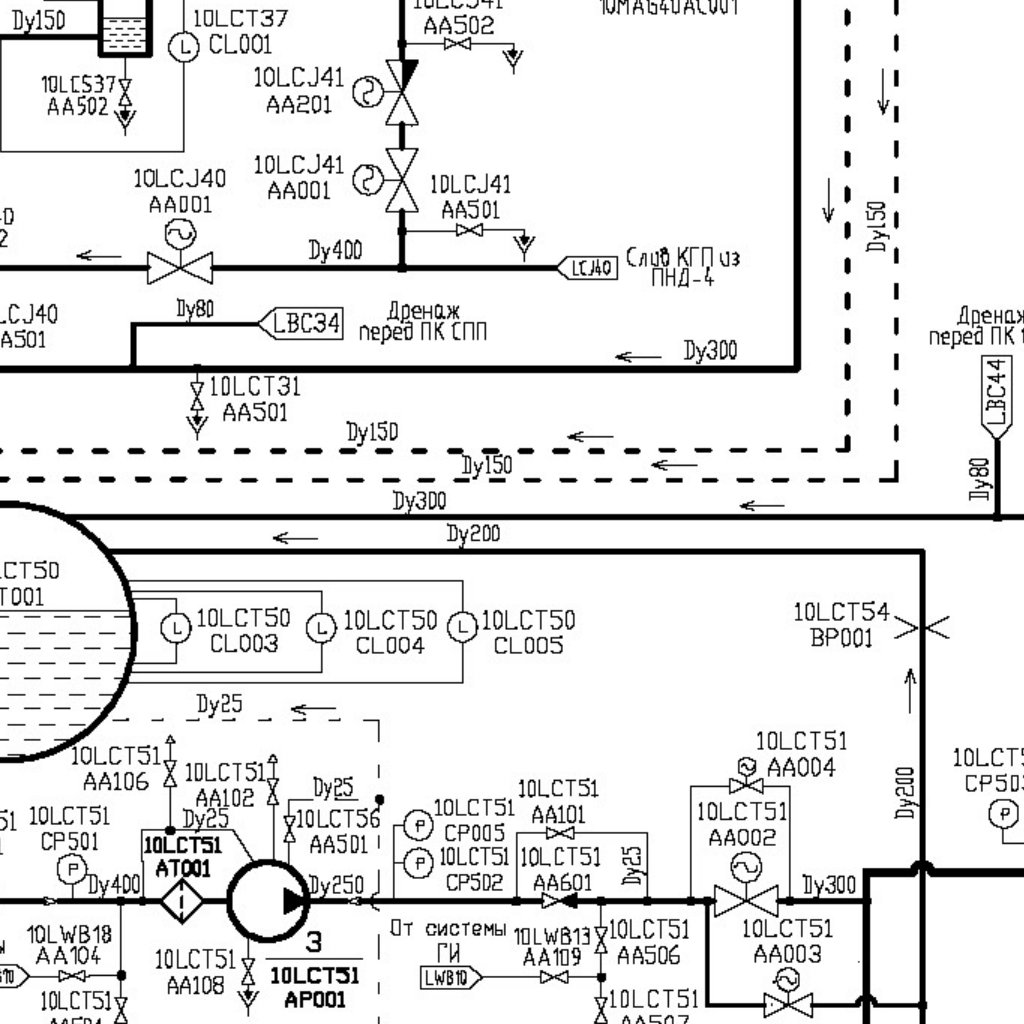 Dy150
10LCT37
CL001
L
10LCS37
AA502
10LCJ41
AA502
10MAG40AC001
10LCJ41
AA201
10LCJ41
AA001
10LCJ41
AA501
10LCJ40
AA001
Dy400
LCJ40
Слив КГП из
ПНД-4
Dy150
LCJ40
AA501
Dy80
LBC34
Дренаж
перед ПК СПП
Dy300
10LCT31
AA501
Дренаж
перед ПК
LBC44
Dy80
Dy150
Dy150
Dy300
Dy200
LCT50
T001
L
10LCT50
CL003
L
10LCT50
CL004
L
10LCT50
CL005
10LCT54
BP001
Dy25
10LCT51
AA106
10LCT51
AA102
Dy25
10LCT56
AA501
Dy25
10LCT51
CP501
P
10LCT51
AT001
Dy400
Dy250
P
10LCT51
CP005
P
10LCT51
CP502
10LCT51
AA101
10LCT51
AA601
Dy25
10LCT51
AA004
10LCT51
AA002
Dy200
Dy300
10LCT5
CP50
P
10LWB18
AA104
10LCT51
AA108
3
10LCT51
AP001
От системы
ГИ
LWB10
10LWB13
AA109
10LCT51
AA506
10LCT51
AA003
10LCT51
10LCT51
AA507